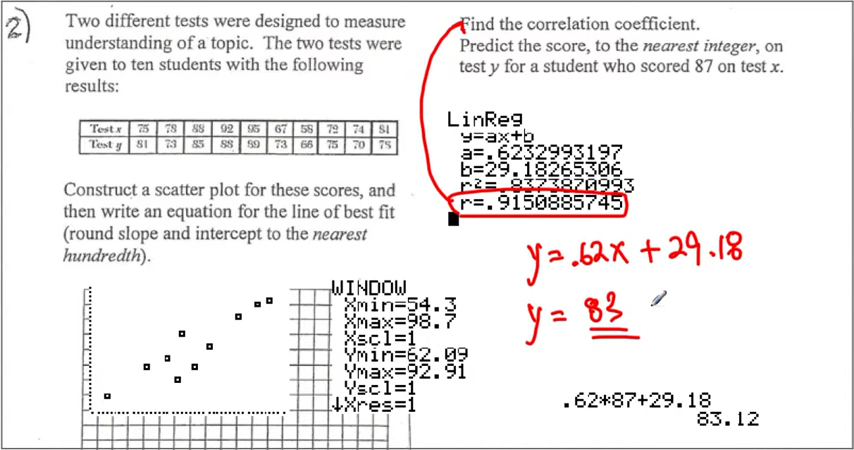 2)
Two different tests were designed to measure
understanding of a topic. The two tests were
given to ten students with the following
results:
Test x 75 78 88 92 95 67 58 72 74 81
Test y 81 73 85 88 89 73 66 75 70 78
Construct a scatter plot for these scores, and
then write an equation for the line of best fit
(round slope and intercept to the nearest
hundredth).
WINDOW
Xmin=54.3
Xmax=98.7
Xscl=1
Ymin=62.09
Ymax=92.91
Yscl=1
↓Xres=1
Find the correlation coefficient.
Predict the score, to the nearest integer, on
test y for a student who scored 87 on test x.
LinReg
y=ax+b
a=.6232993197
b=29.18265306
r²=.8373870993
r=.9150885745
y = .62x + 29.18
y = 83
.62*87+29.18
83.12